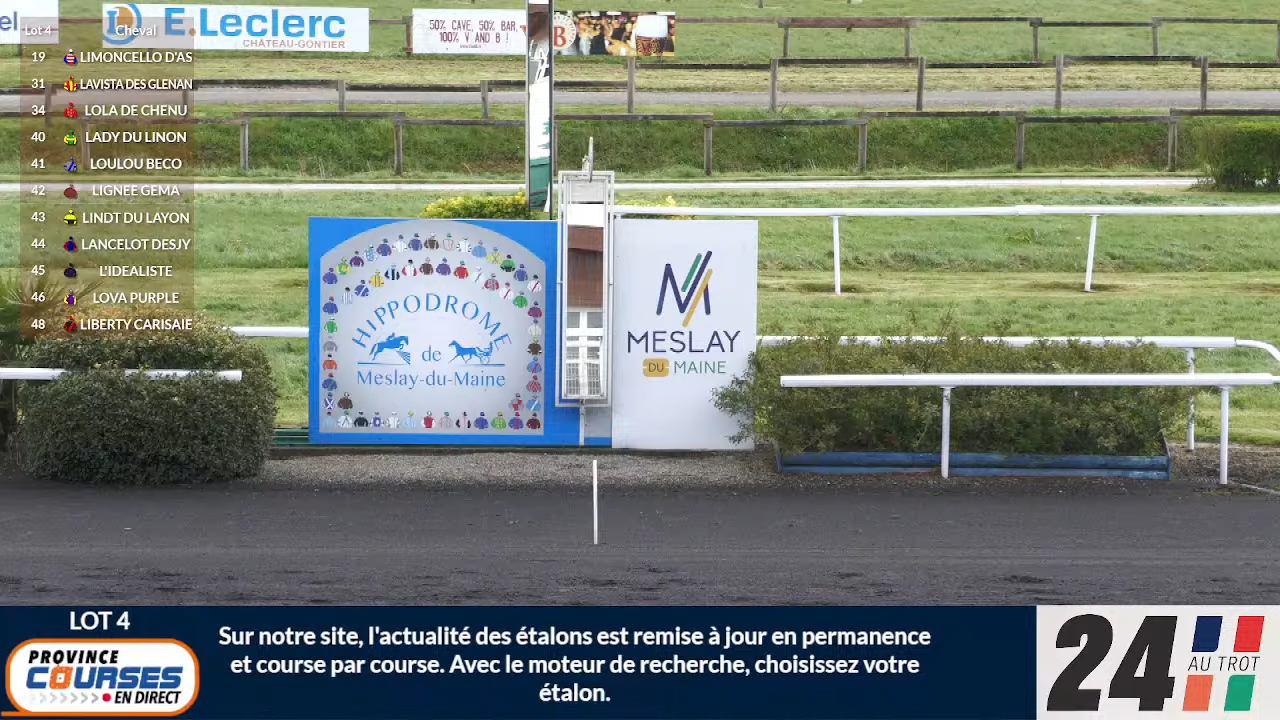 el
E.Leclerc
CHÂTEAU-GONTIER
50% CAVE, 50% BAR,
100% V AND B !
B
Lot 4 Cheval
19 LIMONCELLO D'AS
31 LAVISTA DES GLENAN
34 LOLA DE CHENU
40 LADY DU LINON
41 LOULOU BECO
42 LIGNEE GEMA
43 LINDT DU LAYON
44 LANCELOT DESJY
45 L'IDEALISTE
46 LOVA PURPLE
48 LIBERTY CARISAIE
HIPPODROME
de
Meslay-du-Maine
MESLAY
DU MAINE
LOT 4
PROVINCE
COURSES
EN DIRECT
Sur notre site, l'actualité des étalons est remise à jour en permanence
et course par course. Avec le moteur de recherche, choisissez votre
étalon.
24
AU TROT